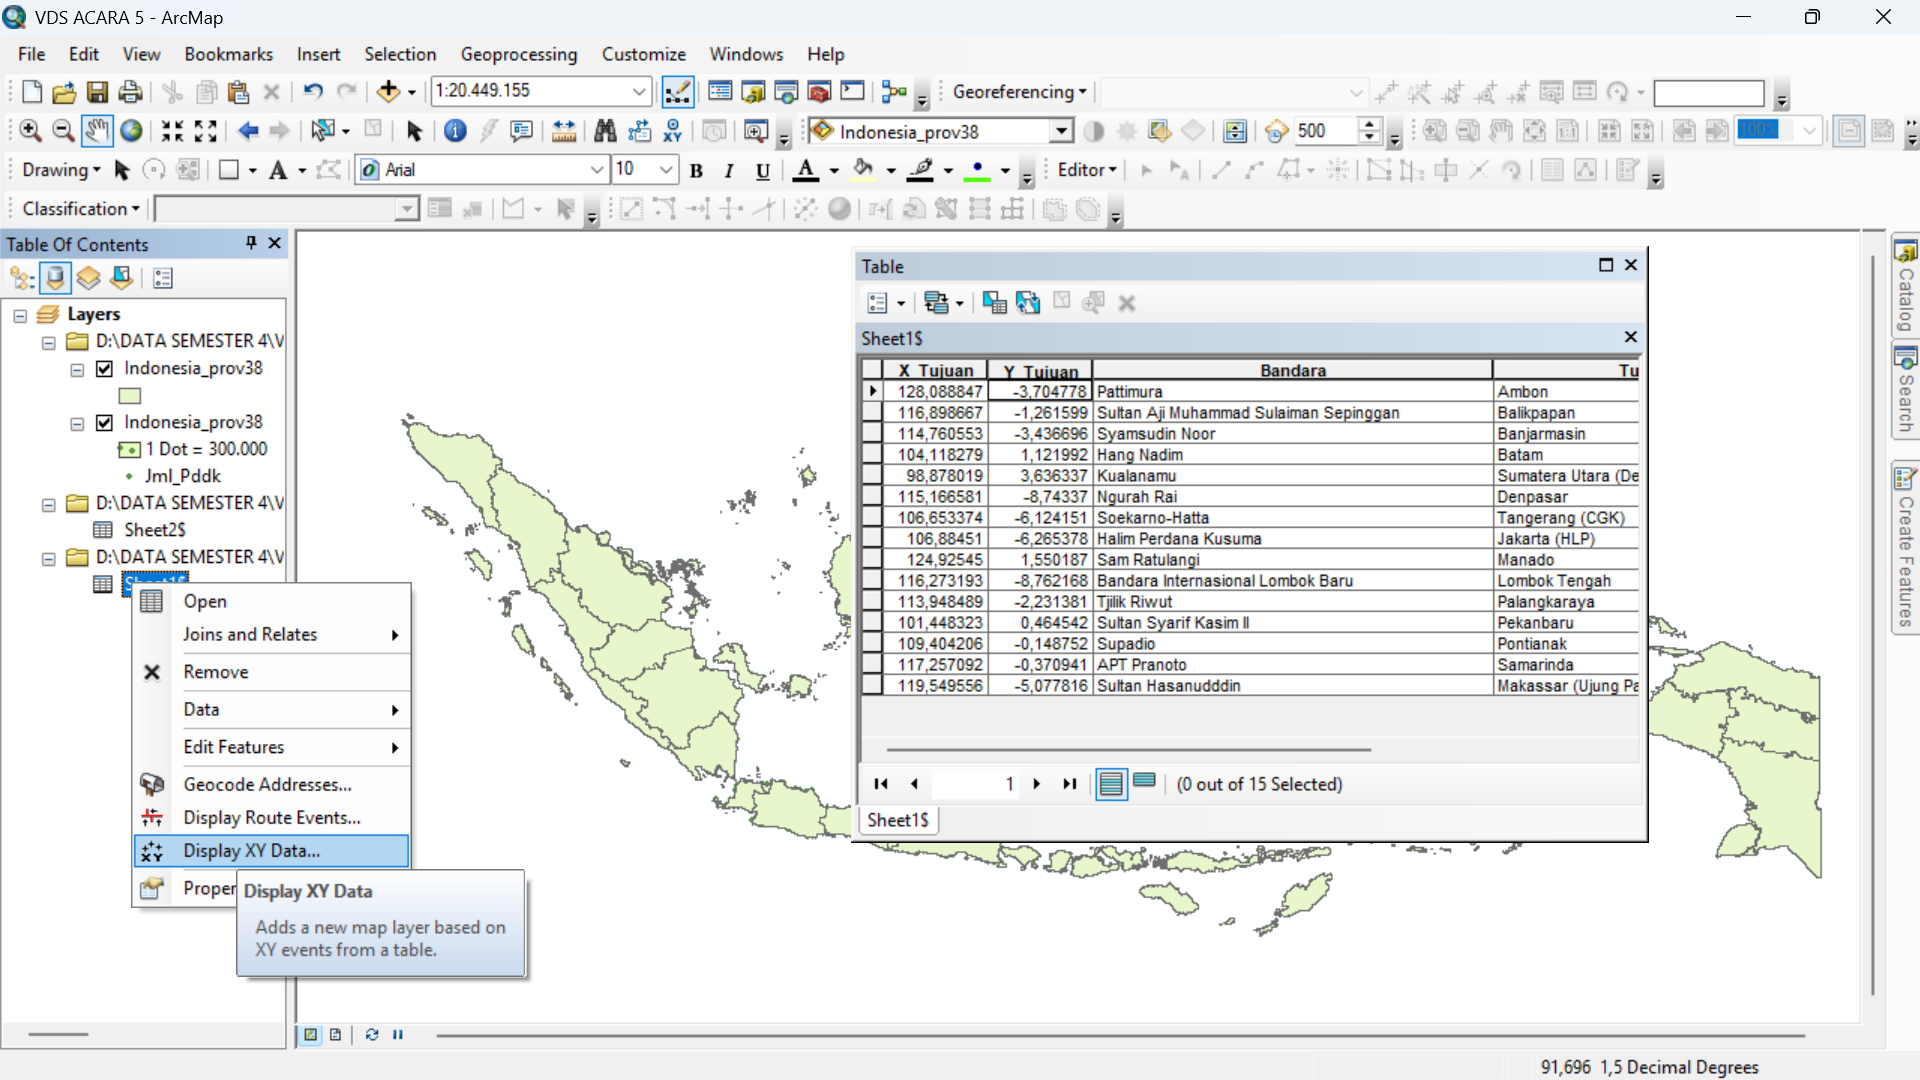 VDS ACARA 5 - ArcMap
File Edit View Bookmarks Insert Selection Geoprocessing Customize Windows Help
1:20.449.155
Georeferencing
Indonesia_prov38
500
100%
Drawing
Arial
10
B I U
A
Editor
Classification
Table Of Contents
Layers
D:\DATA SEMESTER 4\V
Indonesia_prov38
Indonesia_prov38
1 Dot = 300.000
Jml_Pddk
D:\DATA SEMESTER 4\V
Sheet2$
D:\DATA SEMESTER 4\V
Sheet1$
Open
Joins and Relates
Remove
Data
Edit Features
Geocode Addresses...
Display Route Events...
Display XY Data...
Proper
Display XY Data
Adds a new map layer based on
XY events from a table.
Table
Sheet1$
X_Tujuan Y_Tujuan Bandara Tu
128,088847 -3,704778 Pattimura Ambon
116,898667 -1,261599 Sultan Aji Muhammad Sulaiman Sepinggan Balikpapan
114,760553 -3,436696 Syamsudin Noor Banjarmasin
104,118279 1,121992 Hang Nadim Batam
98,878019 3,636337 Kualanamu Sumatera Utara (De
115,166581 -8,74337 Ngurah Rai Denpasar
106,653374 -6,124151 Soekarno-Hatta Tangerang (CGK)
106,88451 -6,265378 Halim Perdana Kusuma Jakarta (HLP)
124,92545 1,550187 Sam Ratulangi Manado
116,273193 -8,762168 Bandara Internasional Lombok Baru Lombok Tengah
113,948489 -2,231381 Tjilik Riwut Palangkaraya
101,448323 0,464542 Sultan Syarif Kasim II Pekanbaru
109,404206 -0,148752 Supadio Pontianak
117,257092 -0,370941 APT Pranoto Samarinda
119,549556 -5,077816 Sultan Hasanudddin Makassar (Ujung Pa
1
(0 out of 15 Selected)
Sheet1$
Catalog
Search
Create Features
91,696 1,5 Decimal Degrees